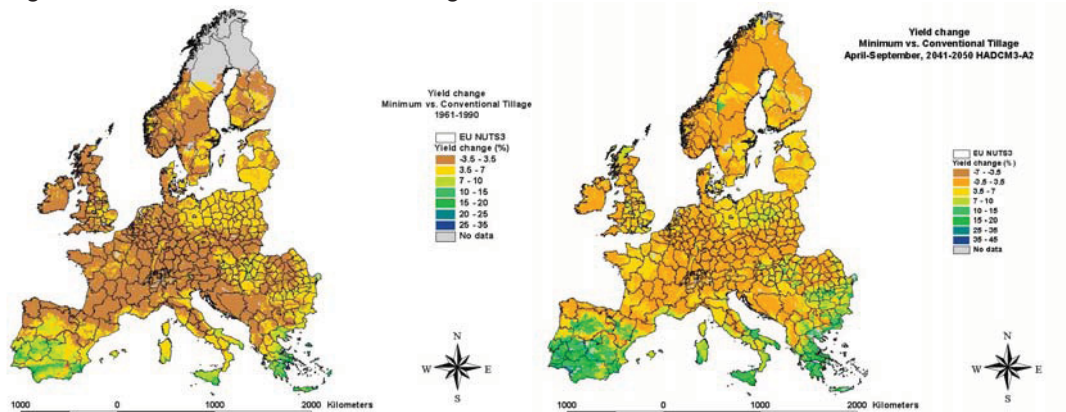 Yield change
Minimum vs. Conventional Tillage
1961-1990
EU NUTS3
Yield change (%)
-3.5 - 3.5
3.5 - 7
7 - 10
10 - 15
15 - 20
20 - 25
25 - 35
No data
N
W E
S
1000 0 1000 2000 Kilometers
Yield change
Minimum vs. Conventional Tillage
April-September, 2041-2050 HADCM3-A2
EU NUTS3
Yield change (%)
-7 - -3.5
-3.5 - 3.5
3.5 - 7
7 - 10
10 - 15
15 - 20
25 - 35
35 - 45
No data
N
W E
S
1000 0 1000 2000 Kilometers